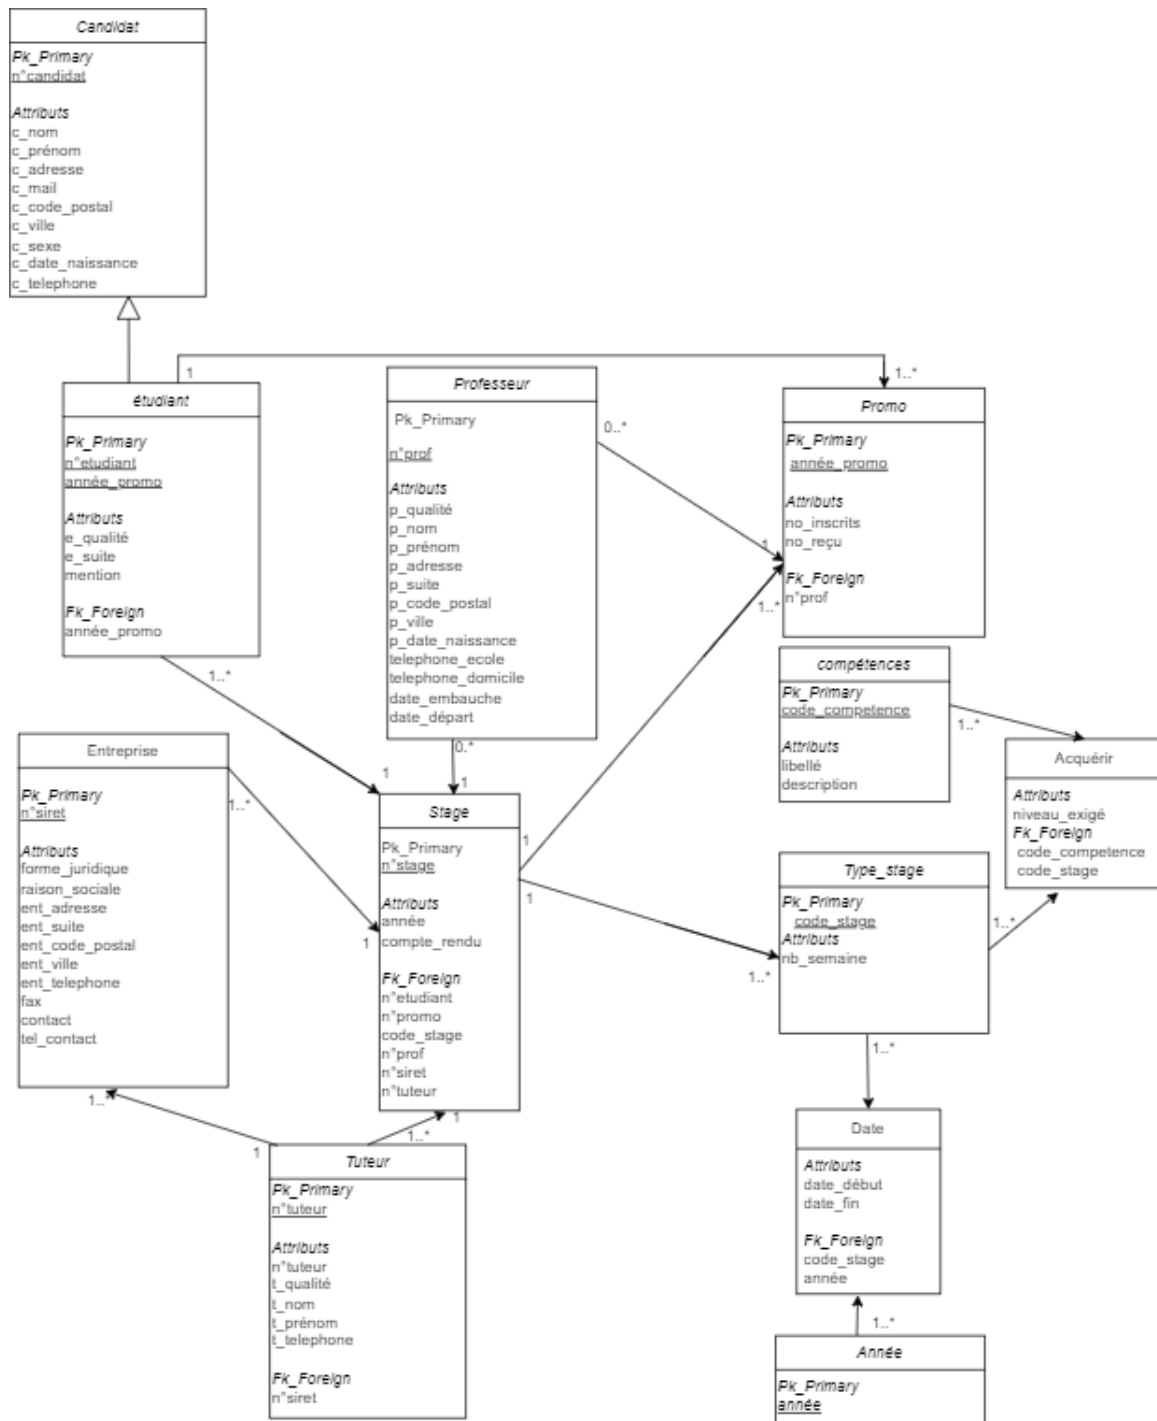 Candidat
Pk_Primary
n°candidat
Attributs
c_nom
c_prénom
c_adresse
c_mail
c_code_postal
c_ville
c_sexe
c_date_naissance
c_telephone
1
1..*
étudiant
Pk_Primary
n°etudiant
année_promo
Attributs
e_qualité
e_suite
mention
Fk_Foreign
année_promo
1..*
1
Professeur
Pk_Primary
n°prof
Attributs
p_qualité
p_nom
p_prénom
p_adresse
p_suite
p_code_postal
p_ville
p_date_naissance
telephone_ecole
telephone_domicile
date_embauche
date_départ
0..*
1
0.*
1
Promo
Pk_Primary
année_promo
Attributs
no_inscrits
no_reçu
Fk_Foreign
n°prof
1..*
compétences
Pk_Primary
code_competence
Attributs
libellé
description
1..*
Acquérir
Attributs
niveau_exigé
Fk_Foreign
code_competence
code_stage
Entreprise
Pk_Primary
n°siret
Attributs
forme_juridique
raison_sociale
ent_adresse
ent_suite
ent_code_postal
ent_ville
ent_telephone
fax
contact
tel_contact
1..*
1
Stage
Pk_Primary
n°stage
Attributs
année
compte_rendu
Fk_Foreign
n°etudiant
n°promo
code_stage
n°prof
n°siret
n°tuteur
1
1
1..*
Type_stage
Pk_Primary
code_stage
Attributs
nb_semaine
1..*
1..*
Date
Attributs
date_début
date_fin
Fk_Foreign
code_stage
année
1..*
1
1..*
1
1..*
Tuteur
Pk_Primary
n°tuteur
Attributs
n°tuteur
t_qualité
t_nom
t_prénom
t_telephone
Fk_Foreign
n°siret
Année
Pk_Primary
année